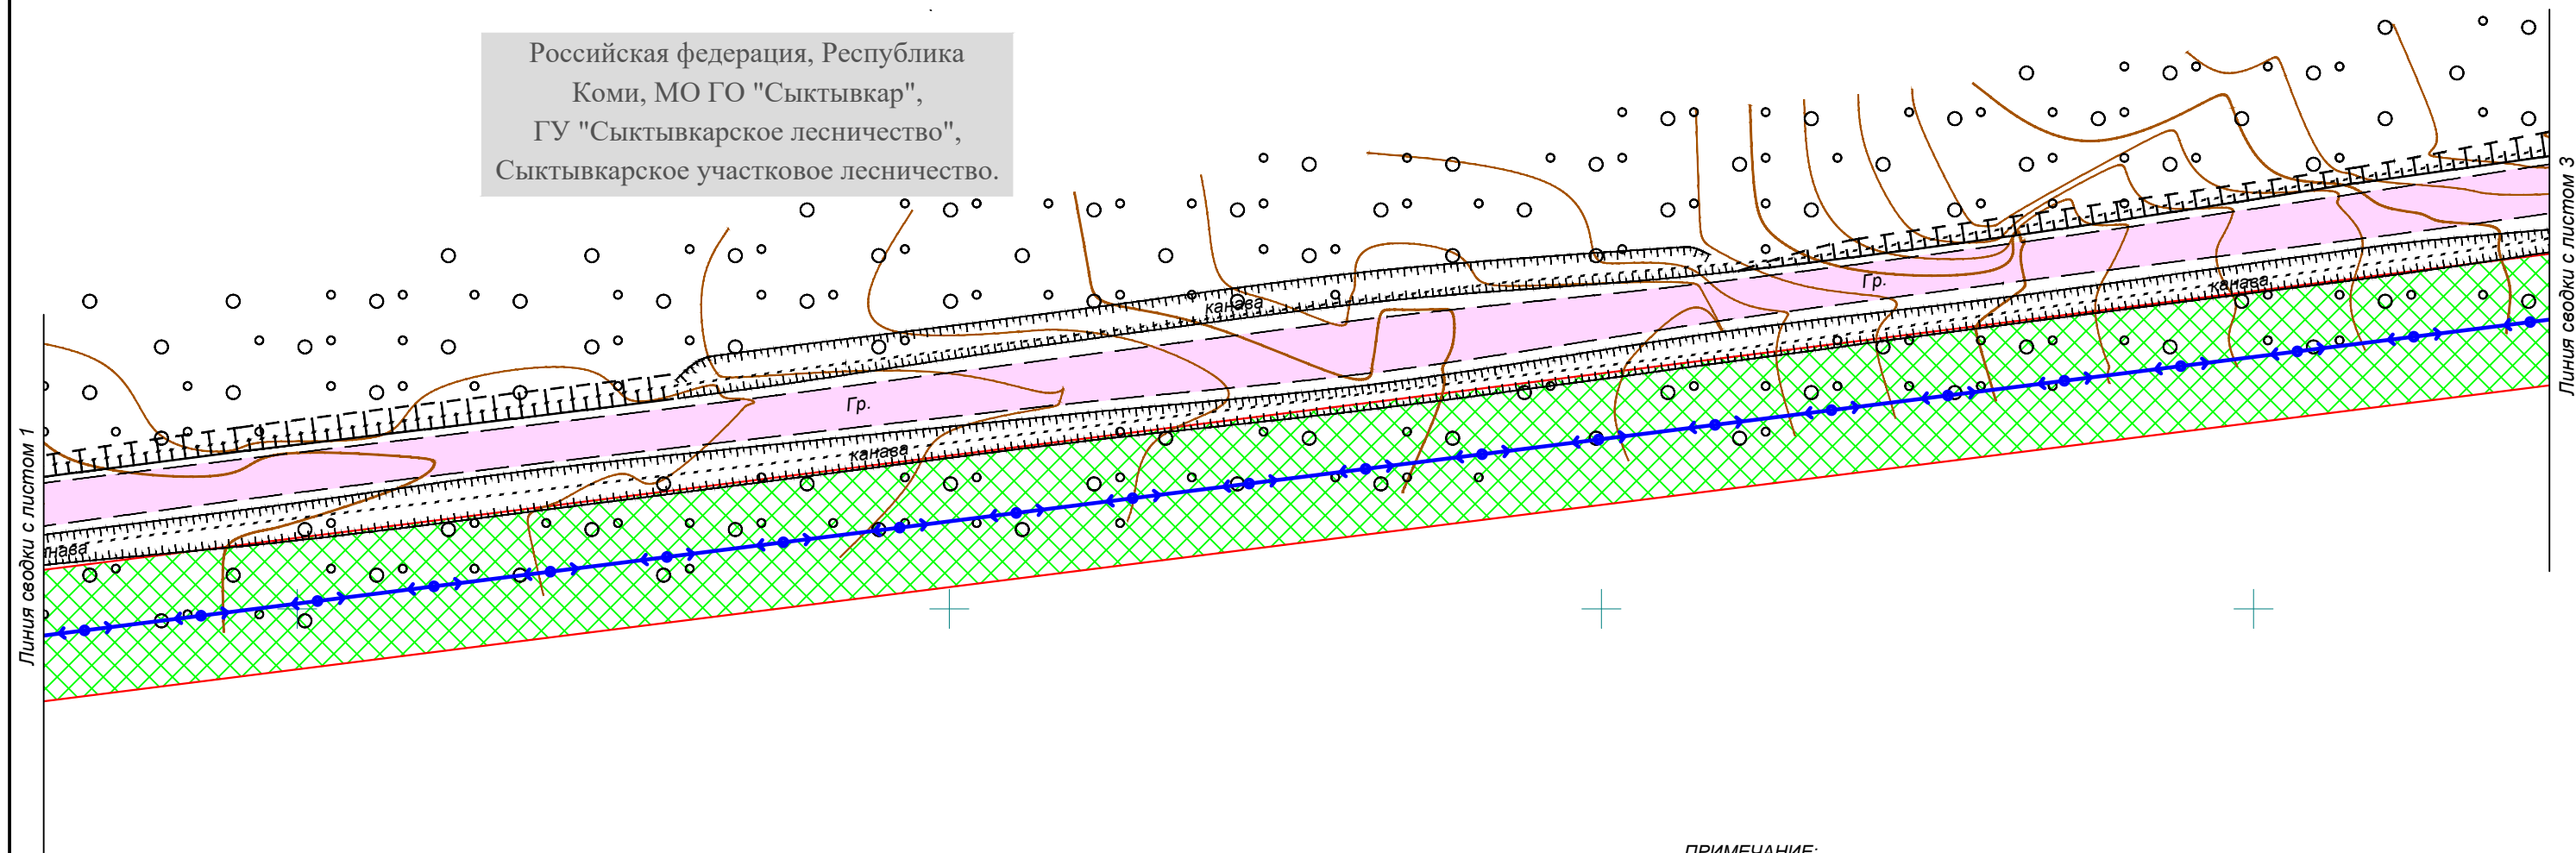 Российская федерация, Республика
Коми, МО ГО "Сыктывкар",
ГУ "Сыктывкарское лесничество",
Сыктывкарское участковое лесничество.
Линия сводки с листом 3
Гр.
канава
канава
Гр.
канава
Линия сводки с листом 1
нава
ПРИМЕЧАНИЕ: